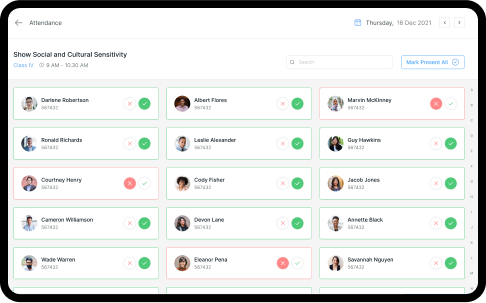 Attendance
Thursday, 16 Dec 2021
Show Social and Cultural Sensitivity
Class IV 9 AM - 10.30 AM
Search
Mark Present All
Darlene Robertson
567432
Albert Flores
567432
Marvin McKinney
567432
Ronald Richards
567432
Leslie Alexander
567432
Guy Hawkins
567432
Courtney Henry
567432
Cody Fisher
567432
Jacob Jones
567432
Cameron Williamson
567432
Devon Lane
567432
Annette Black
567432
Wade Warren
567432
Eleanor Pena
567432
Savannah Nguyen
567432